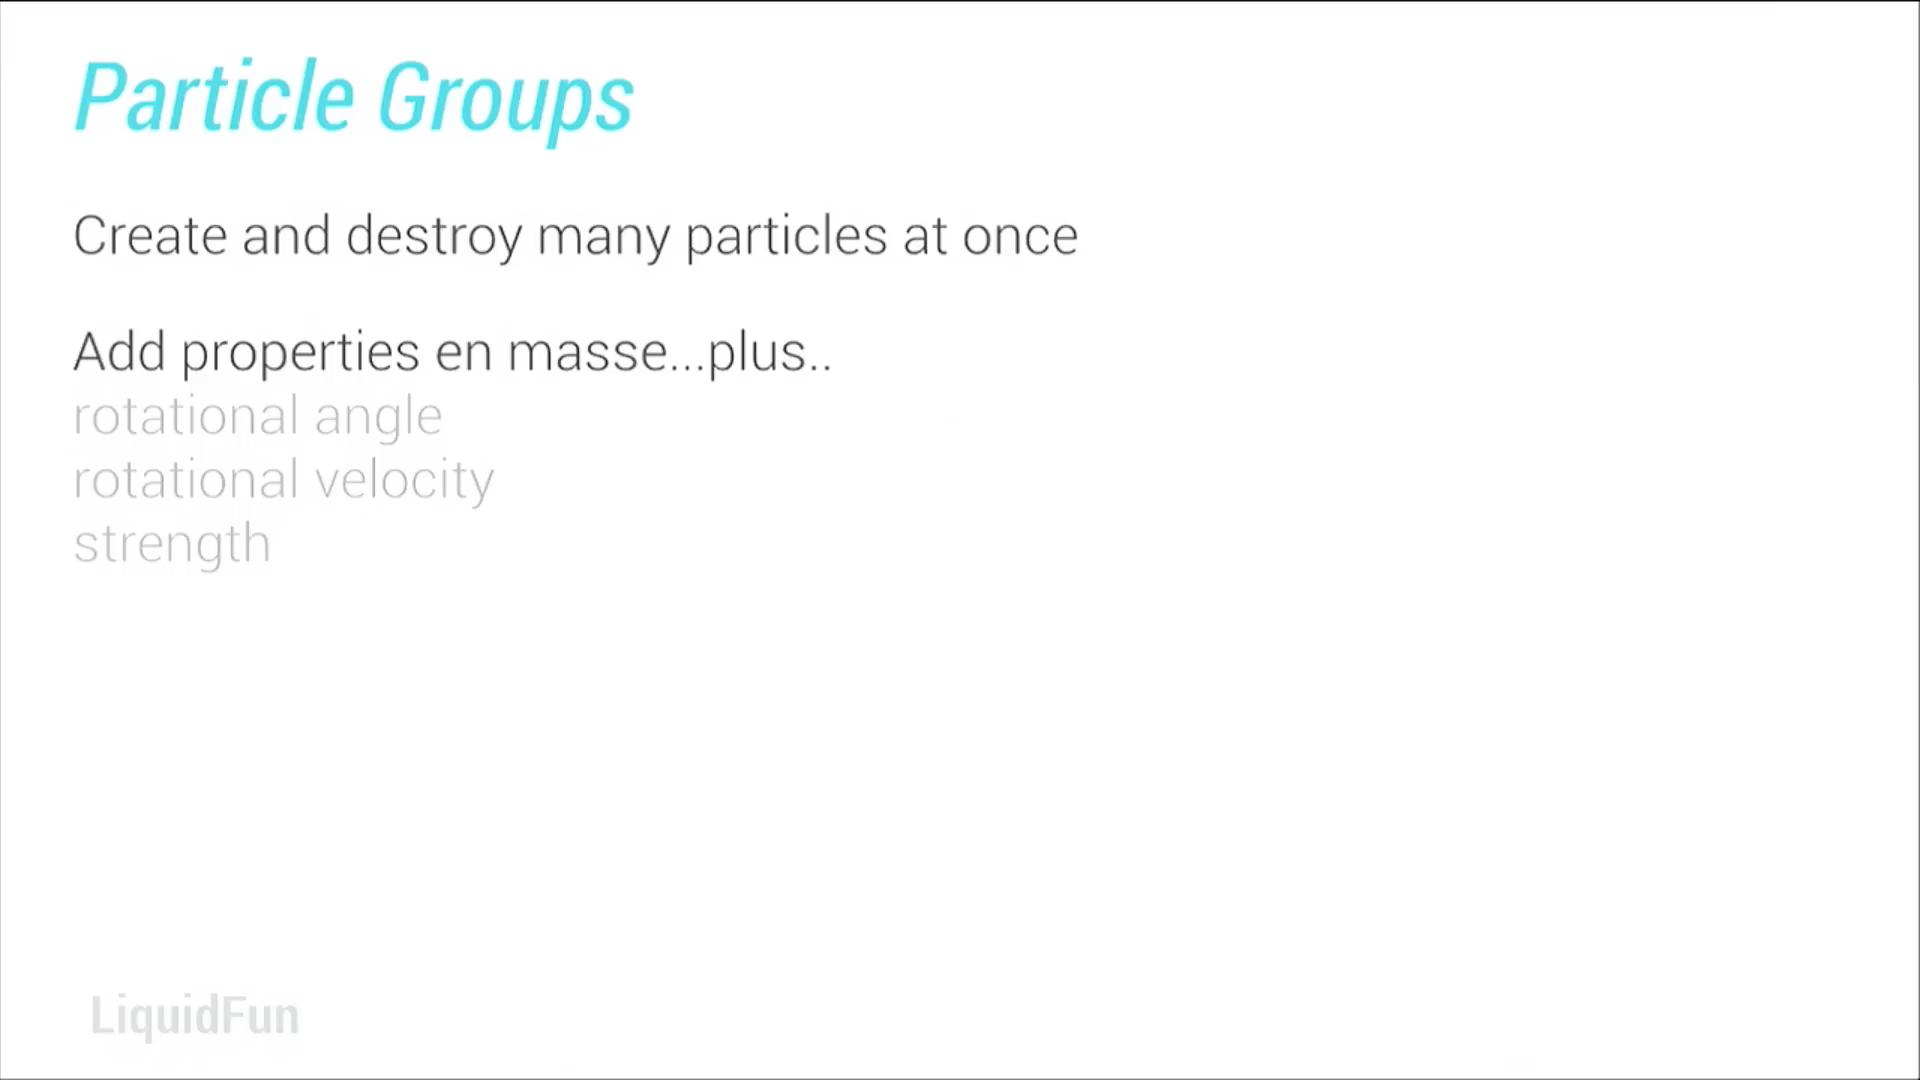 Particle Groups
Create and destroy many particles at once
Add properties en masse...plus..
rotational angle
rotational velocity
strength
LiquidFun